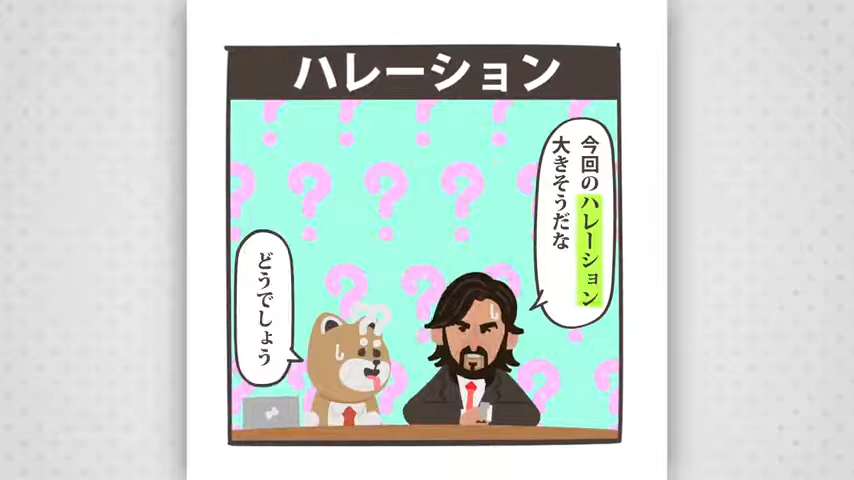 ハレーション
今回のハレーション
大きそうだな
どうでしょう